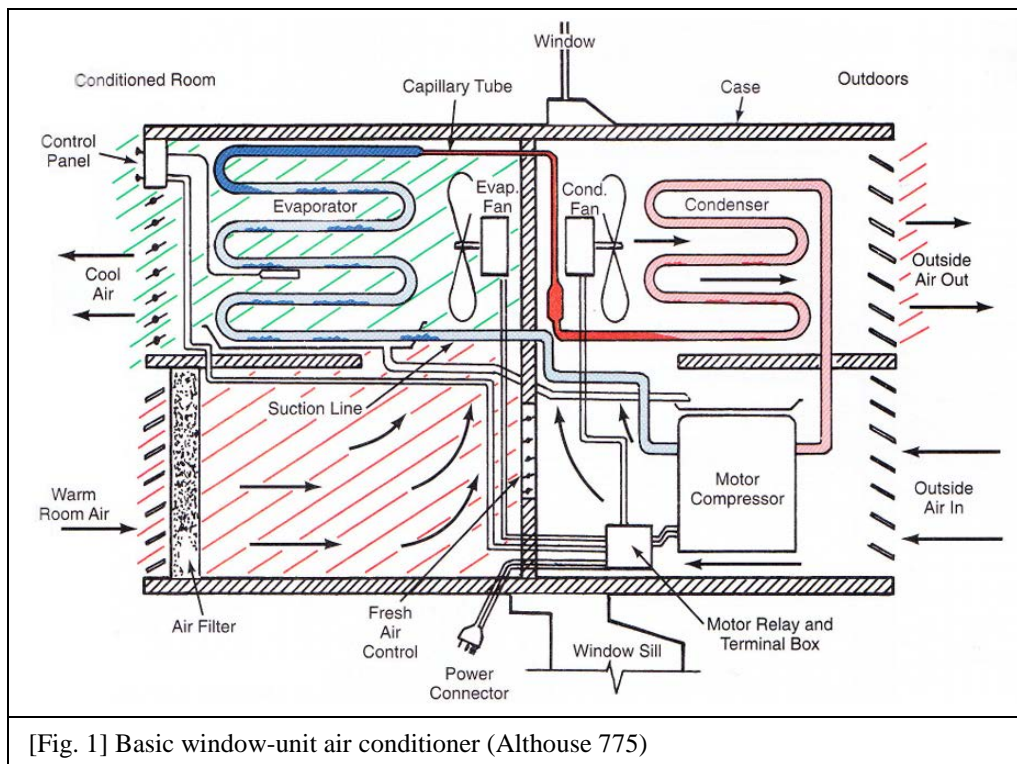 Window
Conditioned Room
Capillary Tube
Case
Outdoors
Control
Panel
Evaporator
Evap.
Fan
Cond.
Fan
Condenser
Cool
Air
Outside
Air Out
Suction Line
Motor
Compressor
Warm
Room Air
Outside
Air In
Air Filter
Fresh
Air
Control
Power
Connector
Window Sill
Motor Relay and
Terminal Box
[Fig. 1] Basic window-unit air conditioner (Althouse 775)